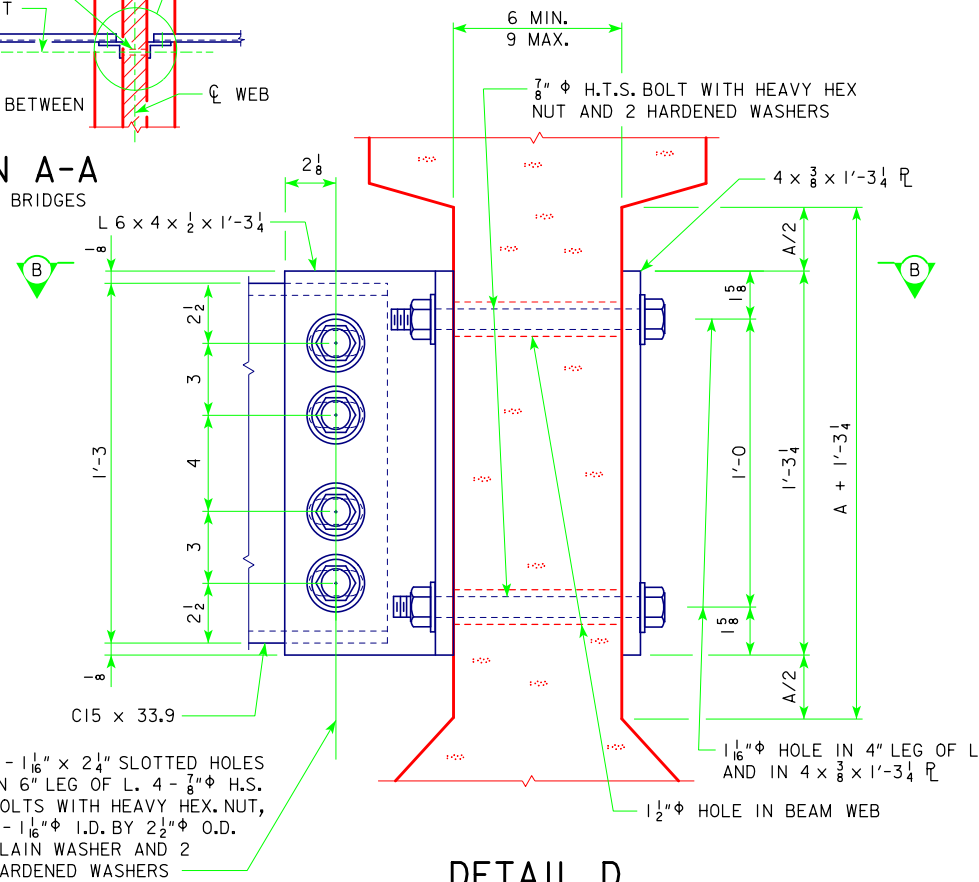 T
BETWEEN
℄ WEB
N A-A
BRIDGES
6 MIN.
9 MAX.
7/8" Φ H.T.S. BOLT WITH HEAVY HEX
NUT AND 2 HARDENED WASHERS
2 1/8
4 x 3/8 x 1'-3 1/4 ℙL
L 6 x 4 x 1/2 x 1'-3 1/4
B
B
1/8
2 1/2
3
4
3
2 1/2
1'-3
1/8
A/2
1 5/8
1'-0
1'-3 1/4
A + 1'-3 1/4
1 5/8
A/2
C15 x 33.9
- 1 1/16" x 2 1/4" SLOTTED HOLES
N 6" LEG OF L. 4 - 7/8" Φ H.S.
OLTS WITH HEAVY HEX. NUT,
- 1 1/16" Φ I.D. BY 2 1/2" Φ O.D.
LAIN WASHER AND 2
ARDENED WASHERS
1 1/16" Φ HOLE IN 4" LEG OF L
AND IN 4 x 3/8 x 1'-3 1/4 ℙL
1 1/2" Φ HOLE IN BEAM WEB
DETAIL D